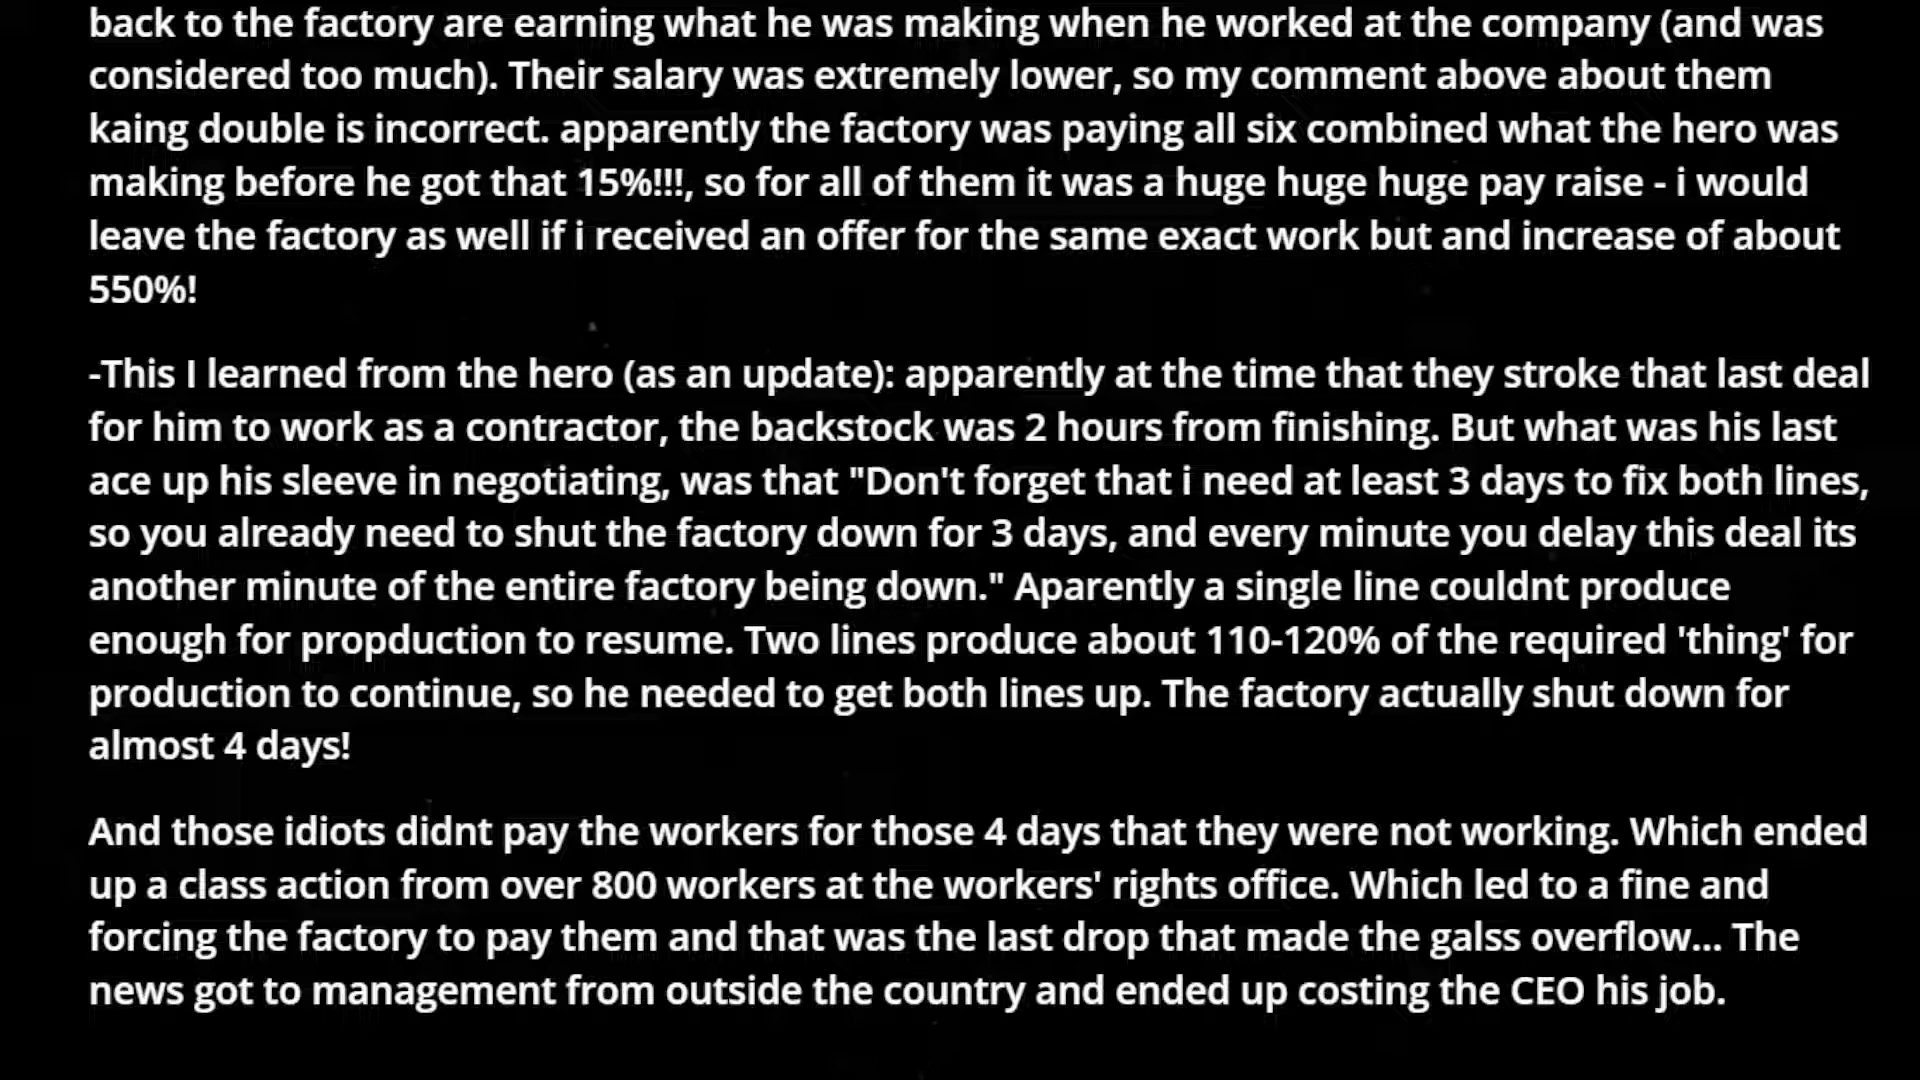 back to the factory are earning what he was making when he worked at the company (and was
considered too much). Their salary was extremely lower, so my comment above about them
kaing double is incorrect. apparently the factory was paying all six combined what the hero was
making before he got that 15%!!!, so for all of them it was a huge huge huge pay raise - i would
leave the factory as well if i received an offer for the same exact work but and increase of about
550%!
-This I learned from the hero (as an update): apparently at the time that they stroke that last deal
for him to work as a contractor, the backstock was 2 hours from finishing. But what was his last
ace up his sleeve in negotiating, was that "Don't forget that i need at least 3 days to fix both lines,
so you already need to shut the factory down for 3 days, and every minute you delay this deal its
another minute of the entire factory being down." Aparently a single line couldnt produce
enough for propduction to resume. Two lines produce about 110-120% of the required 'thing' for
production to continue, so he needed to get both lines up. The factory actually shut down for
almost 4 days!
And those idiots didnt pay the workers for those 4 days that they were not working. Which ended
up a class action from over 800 workers at the workers' rights office. Which led to a fine and
forcing the factory to pay them and that was the last drop that made the galss overflow... The
news got to management from outside the country and ended up costing the CEO his job.